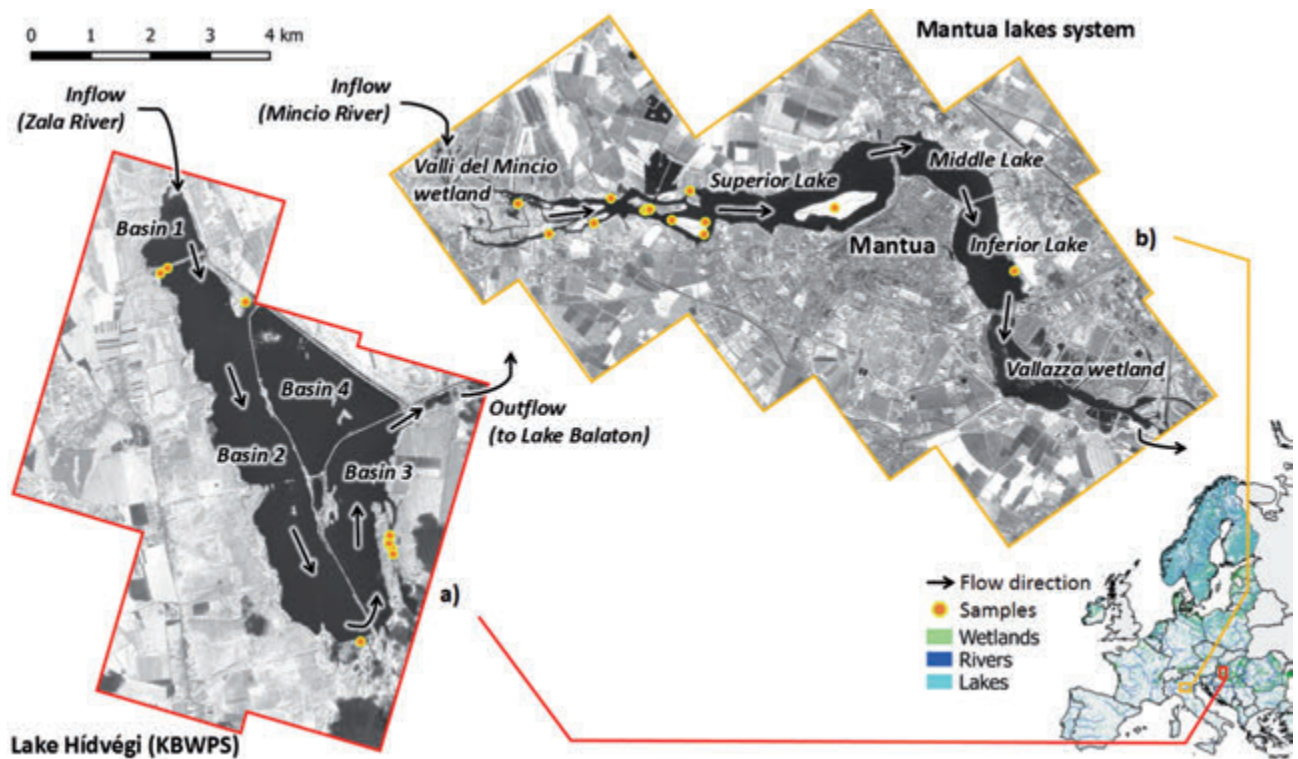 0 1 2 3 4 km
Mantua lakes system
Inflow
(Zala River)
Inflow
(Mincio River)
Valli del Mincio
wetland
Superior Lake
Middle Lake
Mantua
Inferior Lake
b)
Vallazza wetland
Basin 1
Basin 4
Basin 2
Basin 3
Outflow
(to Lake Balaton)
a)
Flow direction
Samples
Wetlands
Rivers
Lakes
Lake Hídvégi (KBWPS)